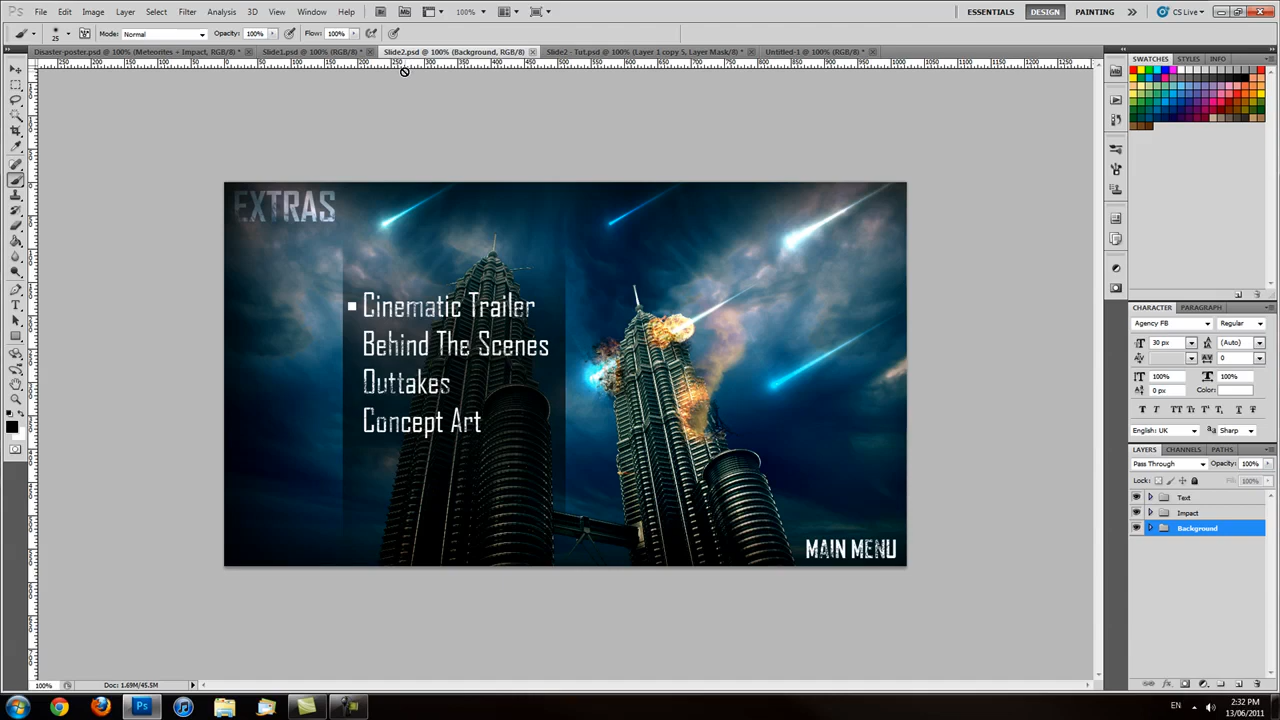 File Edit Image Layer Select Filter Analysis 3D View Window Help 100% ESSENTIALS DESIGN PAINTING CS Live
25 Mode: Normal Opacity: 100% Flow: 100%
Disaster-poster.psd @ 100% (Meteorites + Impact, RGB/8) * Slide1.psd @ 100% (RGB/8) * Slide2.psd @ 100% (Background, RGB/8) Slide2 - Tut.psd @ 100% (Layer 1 copy 5, Layer Mask/8) * Untitled-1 @ 100% (RGB/8) *
SWATCHES STYLES INFO
EXTRAS
Cinematic Trailer
Behind The Scenes
Outtakes
Concept Art
MAIN MENU
CHARACTER PARAGRAPH
Agency FB Regular
30 px (Auto)
0
100% 100%
0 px Color:
English: UK Sharp
LAYERS CHANNELS PATHS
Pass Through Opacity: 100%
Lock: Fill: 100%
Text
Impact
Background
100% Doc: 1.69M/45.5M
EN 2:32 PM
13/06/2011